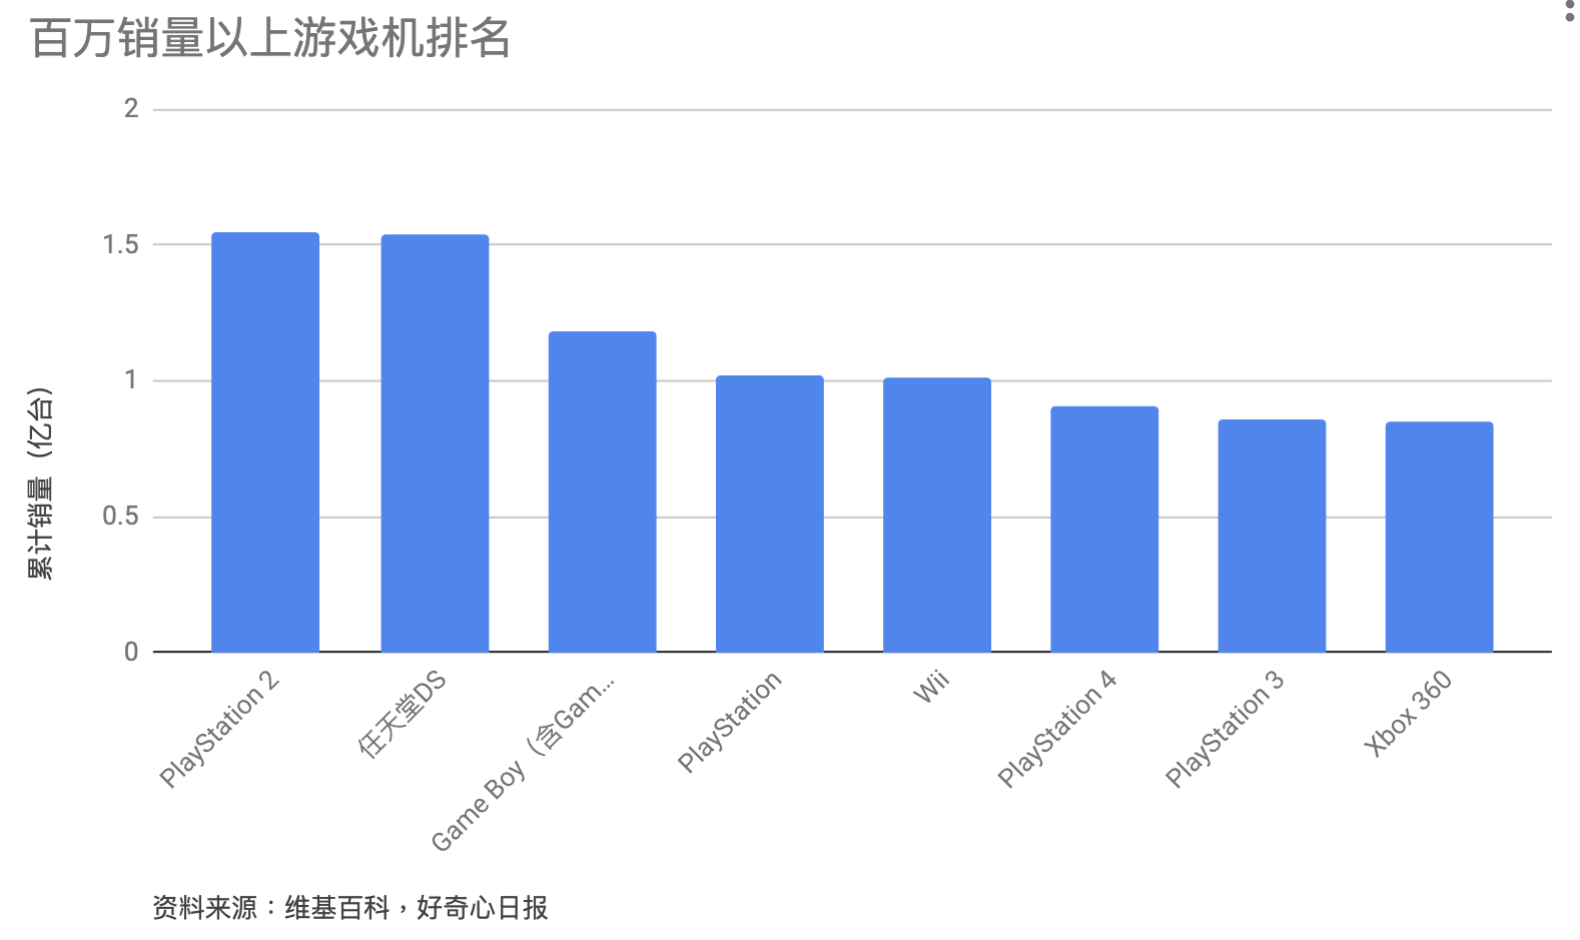 百万销量以上游戏机排名
累计销量（亿台）
2
1.5
1
0.5
0
PlayStation 2
任天堂DS
Game Boy（含Gam...
PlayStation
Wii
PlayStation 4
PlayStation 3
Xbox 360
资料来源：维基百科，好奇心日报